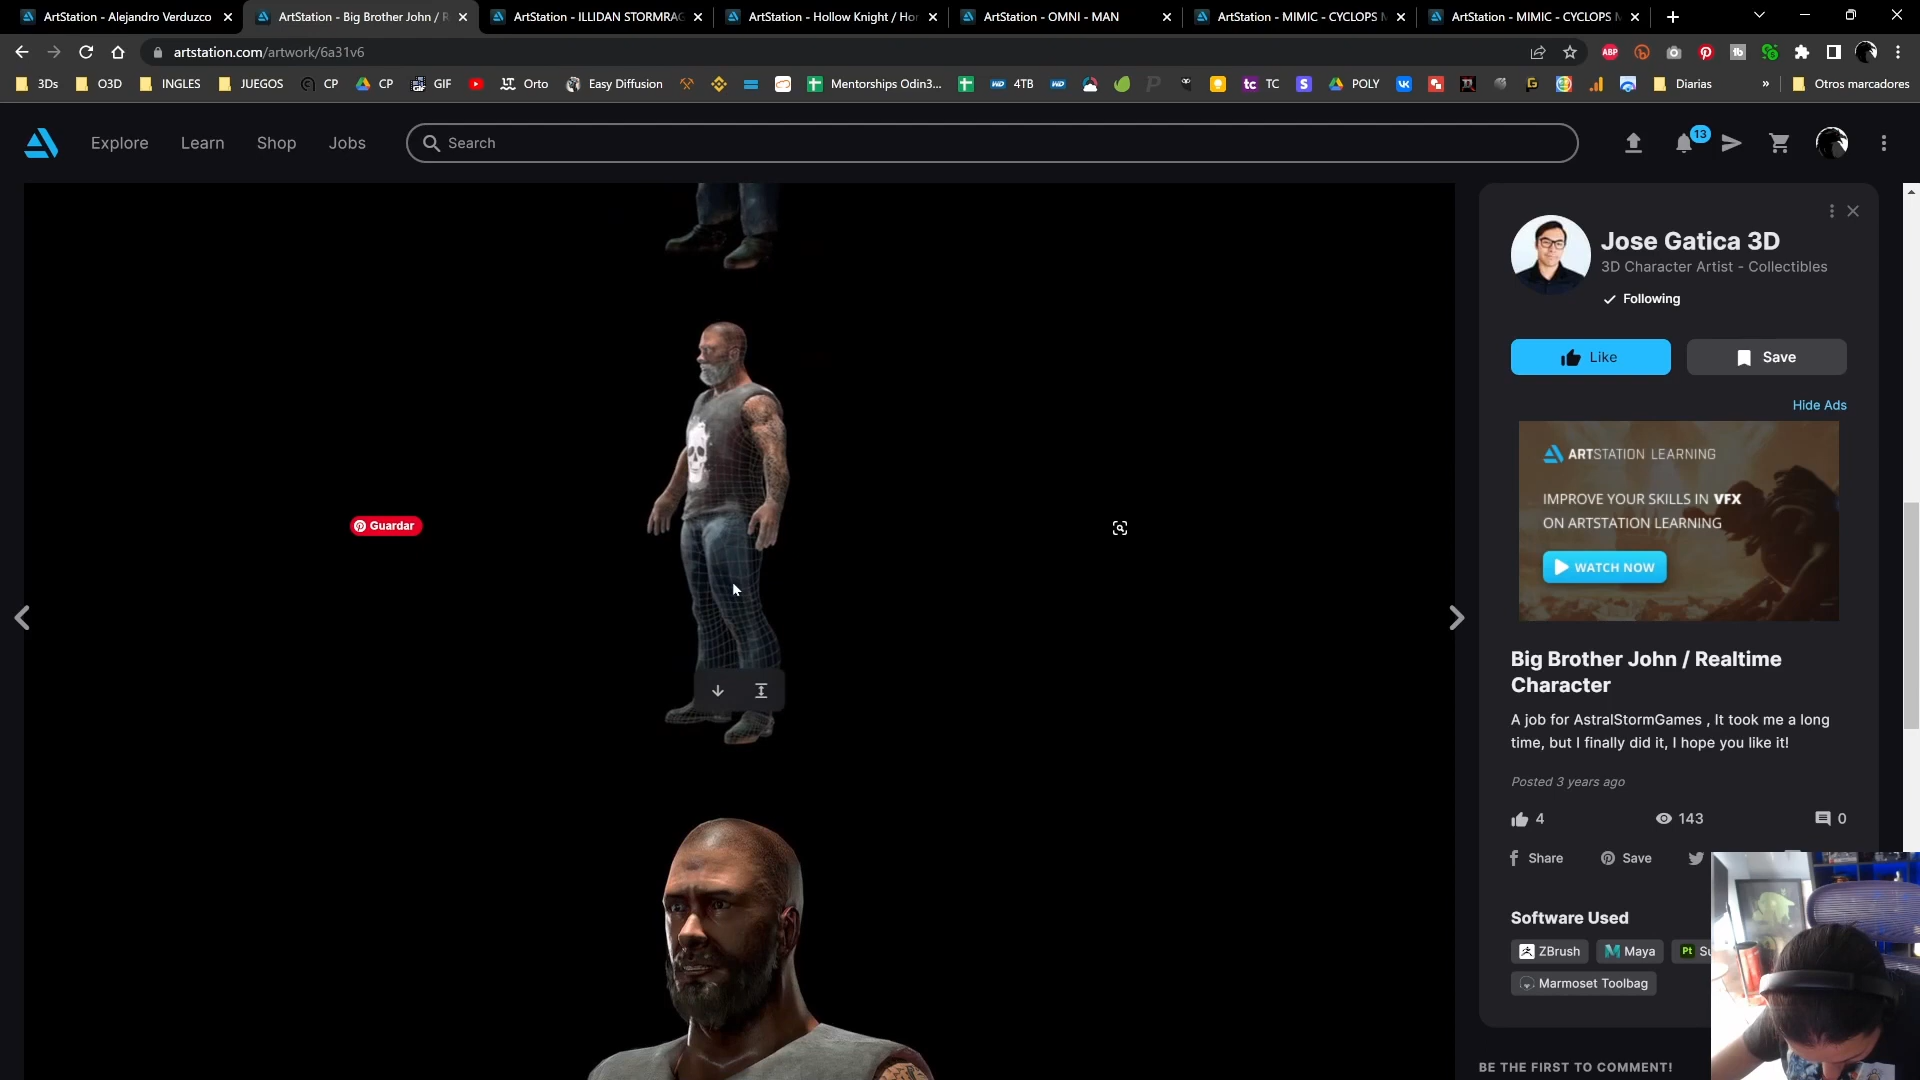 ArtStation - Alejandro Verduzco
ArtStation - Big Brother John / R
ArtStation - ILLIDAN STORMRAG
ArtStation - Hollow Knight / Hor
ArtStation - OMNI - MAN
ArtStation - MIMIC - CYCLOPS M
ArtStation - MIMIC - CYCLOPS M
artstation.com/artwork/6a31v6
ABP
3Ds
O3D
INGLES
JUEGOS
CP
CP
GIF
Orto
Easy Diffusion
Mentorships Odin3...
4TB
TC
POLY
Diarias
»
Otros marcadores
Explore
Learn
Shop
Jobs
Search
13
Guardar
Jose Gatica 3D
3D Character Artist - Collectibles
Following
Like
Save
Hide Ads
ARTSTATION LEARNING
IMPROVE YOUR SKILLS IN VFX
ON ARTSTATION LEARNING
WATCH NOW
Big Brother John / Realtime
Character
A job for AstralStormGames , It took me a long
time, but I finally did it, I hope you like it!
Posted 3 years ago
4
143
0
Share
Save
Software Used
ZBrush
Maya
Pt Su
Marmoset Toolbag
BE THE FIRST TO COMMENT!